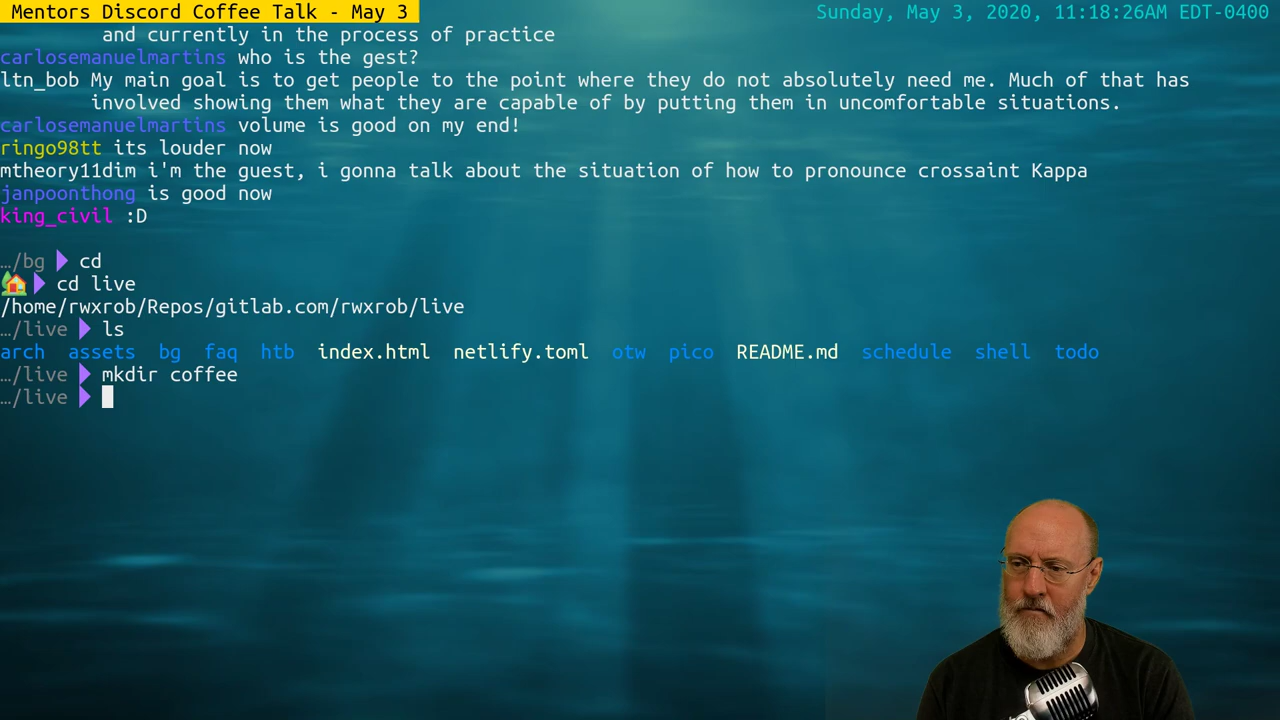 Mentors Discord Coffee Talk - May 3
Sunday, May 3, 2020, 11:18:26AM EDT-0400
and currently in the process of practice
carlosemanuelmartins who is the gest?
ltn_bob My main goal is to get people to the point where they do not absolutely need me. Much of that has
involved showing them what they are capable of by putting them in uncomfortable situations.
carlosemanuelmartins volume is good on my end!
ringo98tt its louder now
mtheory11dim i'm the guest, i gonna talk about the situation of how to pronounce crossaint Kappa
janpoonthong is good now
king_civil :D
…/bg cd
cd live
/home/rwxrob/Repos/gitlab.com/rwxrob/live
…/live ls
arch assets bg faq htb index.html netlify.toml otw pico README.md schedule shell todo
…/live mkdir coffee
…/live